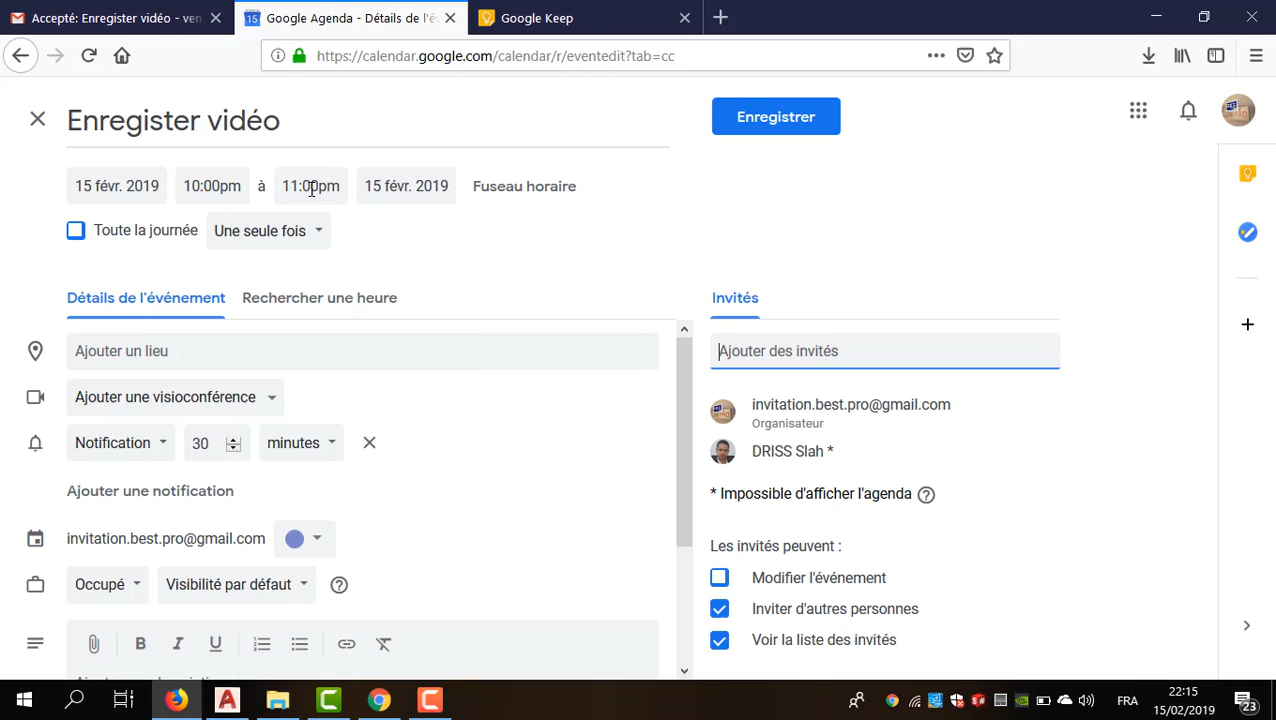 Accepté: Enregister vidéo - ven
15 Google Agenda - Détails de l'év
Google Keep
https://calendar.google.com/calendar/r/eventedit?tab=cc
Enregister vidéo
Enregistrer
15 févr. 2019 10:00pm à 11:00pm 15 févr. 2019 Fuseau horaire
Toute la journée Une seule fois
Détails de l'événement Rechercher une heure
Invités
Ajouter un lieu
Ajouter des invités
Ajouter une visioconférence
invitation.best.pro@gmail.com
Organisateur
Notification 30 minutes
DRISS Slah *
Ajouter une notification
* Impossible d'afficher l'agenda
invitation.best.pro@gmail.com
Les invités peuvent :
Occupé Visibilité par défaut
Modifier l'événement
Inviter d'autres personnes
Voir la liste des invités
B I U
FRA
22:15
15/02/2019
23